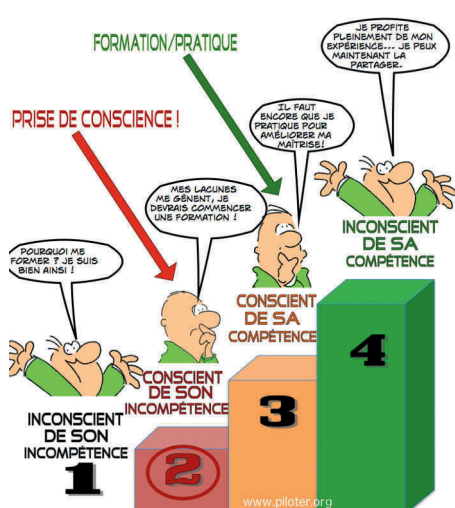 FORMATION/PRATIQUE
JE PROFITE
PLEINEMENT DE MON
EXPÉRIENCE... JE PEUX
MAINTENANT LA
PARTAGER.
PRISE DE CONSCIENCE !
IL FAUT
ENCORE QUE JE
PRATIQUE POUR
AMÉLIORER MA
MAÎTRISE!
MES LACUNES
ME GÊNENT, JE
DEVRAIS COMMENCER
UNE FORMATION !
POURQUOI ME
FORMER ? JE SUIS
BIEN AINSI !
INCONSCIENT
DE SON
INCOMPÉTENCE
1
CONSCIENT
DE SON
INCOMPÉTENCE
2
CONSCIENT
DE SA
COMPÉTENCE
3
INCONSCIENT
DE SA
COMPÉTENCE
4
www.piloter.org